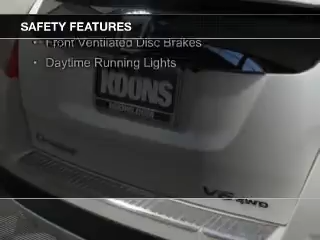 SAFETY FEATURES
• Front Ventilated Disc Brakes
• Daytime Running Lights
KOONS
V6 4WD